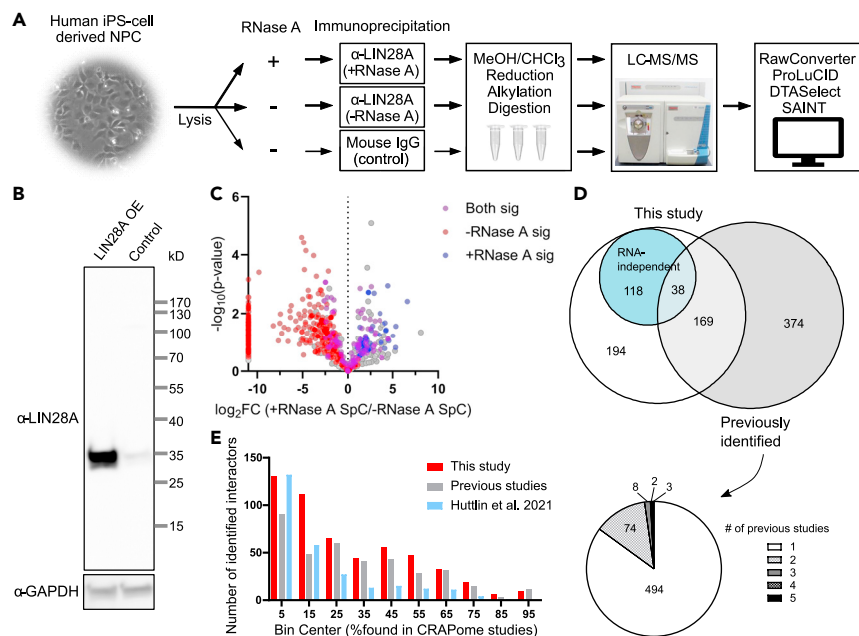 A
Human iPS-cell
derived NPC
Lysis
RNase A
+
-
-
Immunoprecipitation
α-LIN28A
(+RNase A)
α-LIN28A
(-RNase A)
Mouse IgG
(control)
MeOH/CHCl3
Reduction
Alkylation
Digestion
LC-MS/MS
RawConverter
ProLuCID
DTASelect
SAINT
B
LIN28A OE
Control
kD
170
130
100
70
55
40
35
25
15
α-LIN28A
α-GAPDH
C
Both sig
-RNase A sig
+RNase A sig
-log10(p-value)
6
4
2
0
-10
-5
0
5
10
log2FC (+RNase A SpC/-RNase A SpC)
D
This study
RNA-
independent
118
38
169
374
194
Previously
identified
8
2
3
74
494
# of previous studies
1
2
3
4
5
E
This study
Previous studies
Huttlin et al. 2021
Number of identified interactors
150
100
50
0
5 15 25 35 45 55 65 75 85 95
Bin Center (%found in CRAPome studies)